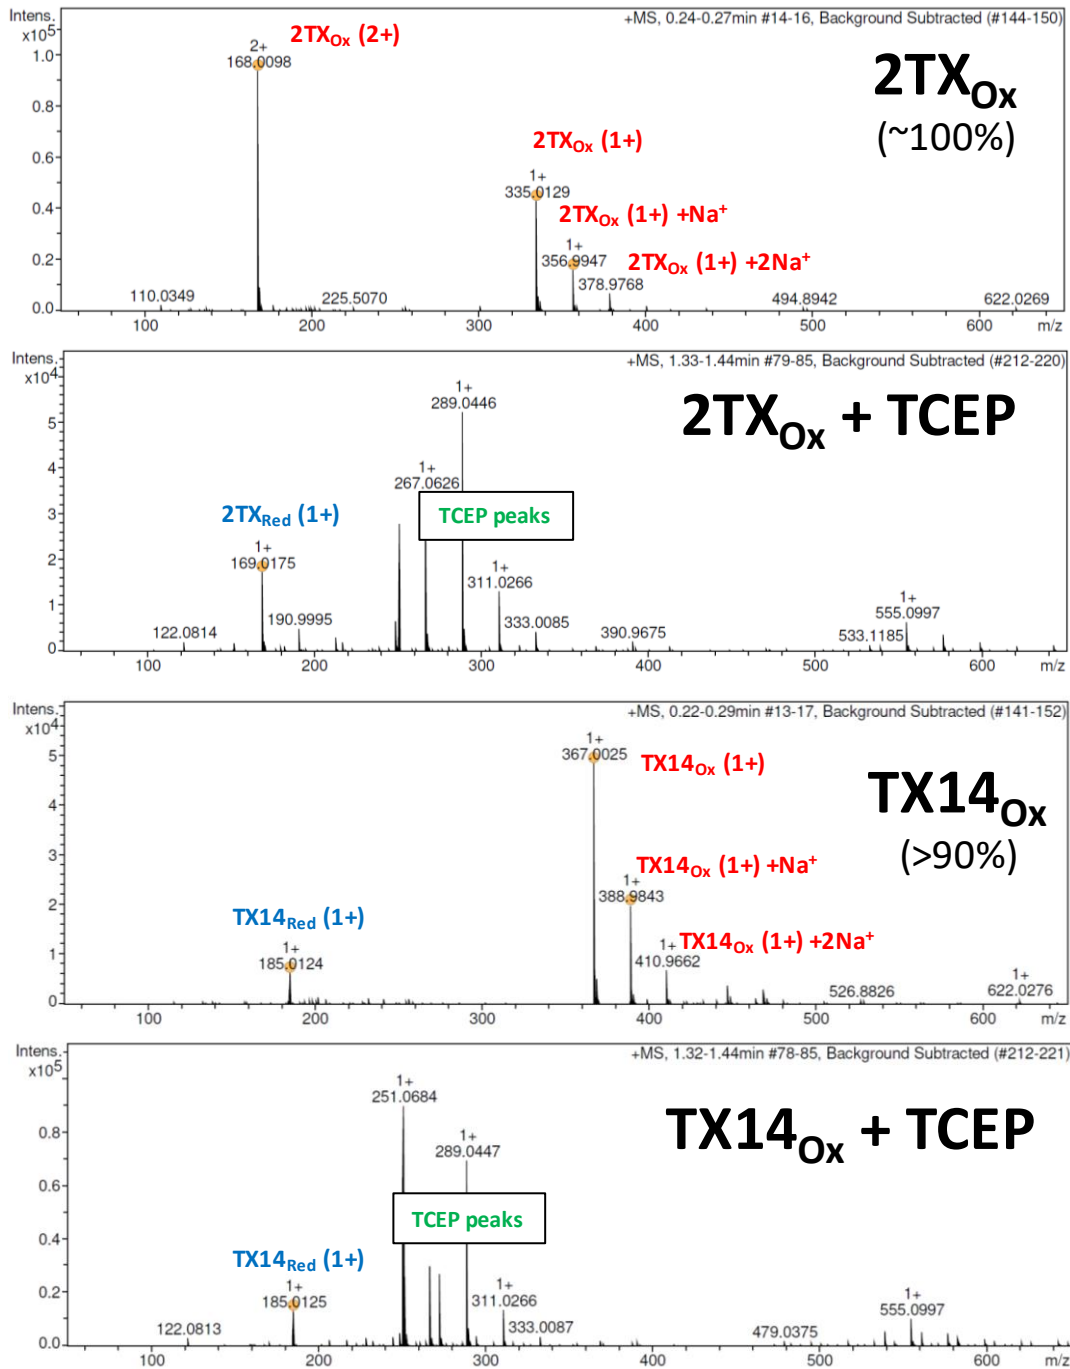 Intens.
x10⁵
+MS, 0.24-0.27min #14-16, Background Subtracted (#144-150)
2TXOx (2+)
2+
168.0098
1.0
2TXOx
(~100%)
0.8
2TXOx (1+)
0.6
1+
335.0129
0.4
2TXOx (1+) +Na⁺
1+
356.9947
2TXOx (1+) +2Na⁺
378.9768
0.2
110.0349
225.5070
494.8942
622.0269
0.0
100 200 300 400 500 600 m/z
Intens.
x10⁴
+MS, 1.33-1.44min #79-85, Background Subtracted (#212-220)
1+
289.0446
2TXOx + TCEP
5
4
1+
267.0626
3
2TXRed (1+)
TCEP peaks
2
1+
169.0175
1+
311.0266
1
122.0814
190.9995
333.0085
390.9675
533.1185
1+
555.0997
0
100 200 300 400 500 600 m/z
Intens.
x10⁴
+MS, 0.22-0.29min #13-17, Background Subtracted (#141-152)
1+
367.0025
TX14Ox (1+)
5
TX14Ox
(>90%)
4
3
TX14Ox (1+) +Na⁺
1+
388.9843
2
TX14Red (1+)
TX14Ox (1+) +2Na⁺
1+
410.9662
1
1+
185.0124
526.8826
1+
622.0276
0
100 200 300 400 500 600 m/z
Intens.
x10⁵
+MS, 1.32-1.44min #78-85, Background Subtracted (#212-221)
1+
251.0684
TX14Ox + TCEP
1+
289.0447
0.8
0.6
TCEP peaks
0.4
TX14Red (1+)
1+
185.0125
0.2
1+
311.0266
1+
555.0997
122.0813
333.0087
479.0375
0.0
100 200 300 400 500 600 m/z